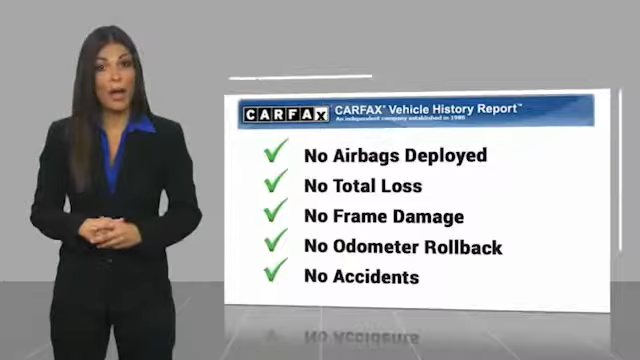 CARFAX CARFAX® Vehicle History Report™
An independent company established in 1986
No Airbags Deployed
No Total Loss
No Frame Damage
No Odometer Rollback
No Accidents